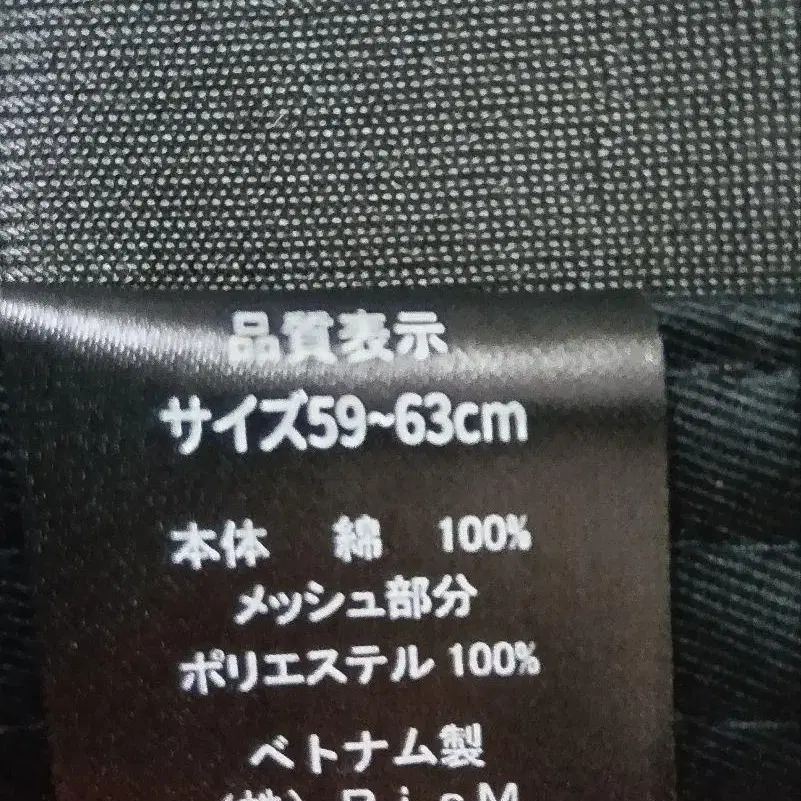 品質表示
サイズ59~63cm
本体 綿 100%
メッシュ部分
ポリエステル 100%
ベトナム製